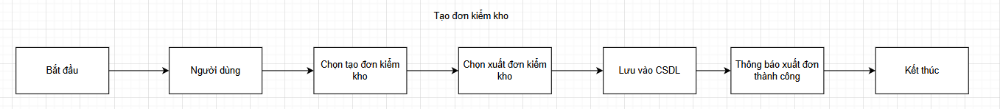 Tạo đơn kiểm kho
Bắt đầu
Người dùng
Chọn tạo đơn kiểm
kho
Chọn xuất đơn kiểm
kho
Lưu vào CSDL
Thông báo xuất đơn
thành công
Kết thúc